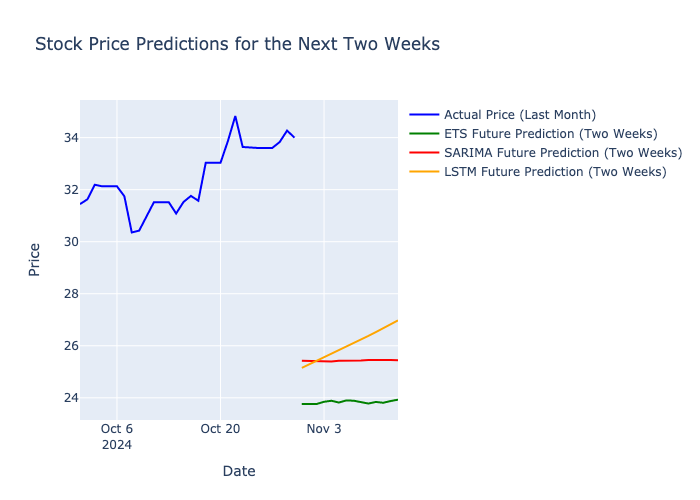 Stock Price Predictions for the Next Two Weeks
Actual Price (Last Month)
ETS Future Prediction (Two Weeks)
SARIMA Future Prediction (Two Weeks)
LSTM Future Prediction (Two Weeks)
34
32
30
28
26
24
Price
Oct 6
2024
Oct 20
Nov 3
Date